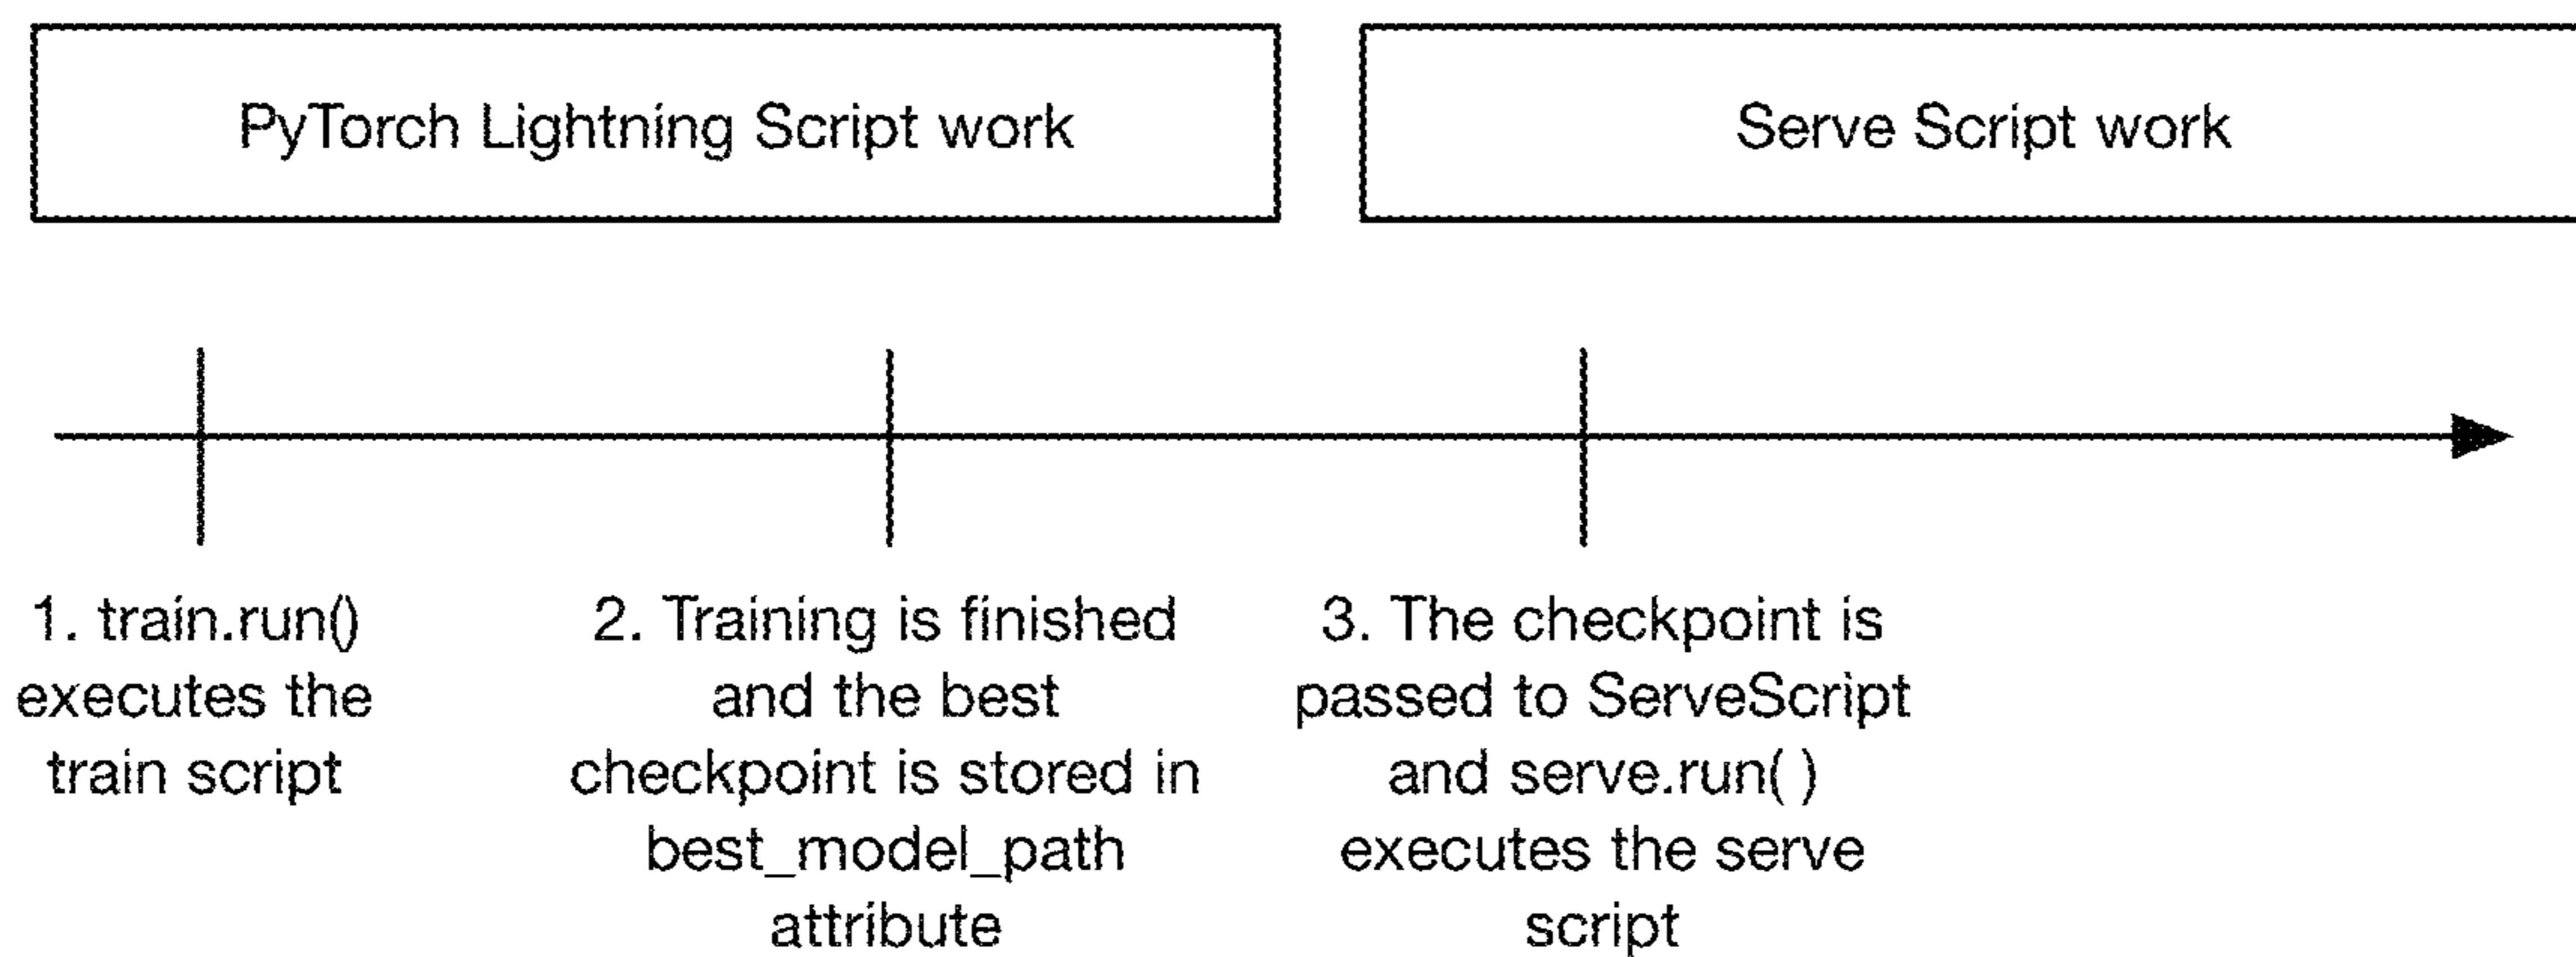 PyTorch Lightning Script work
Serve Script work
1. train.run()
executes the
train script
2. Training is finished
and the best
checkpoint is stored in
best_model_path
attribute
3. The checkpoint is
passed to ServeScript
and serve.run( )
executes the serve
script